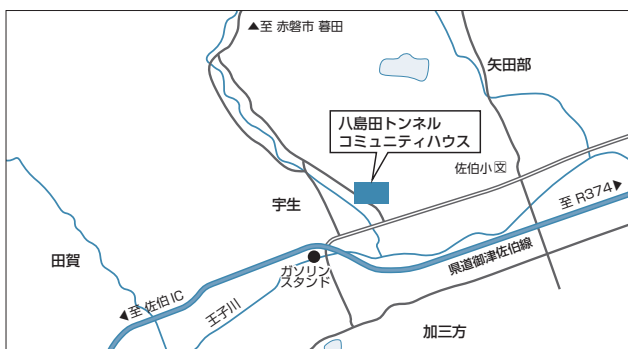 ▲至 赤磐市 暮田
矢田部
八島田トンネル
コミュニティハウス
佐伯小
文
宇生
至 R374▶
田賀
ガソリン
スタンド
県道御津佐伯線
◀至 佐伯IC
王子川
加三方